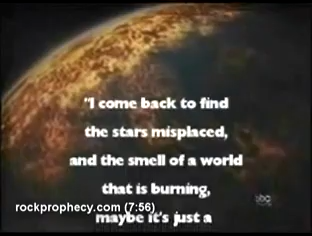 "I come back to find
the stars misplaced,
and the smell of a world
that is burning,
rockprophecy.com (7:56)
maybe it's just a
abc